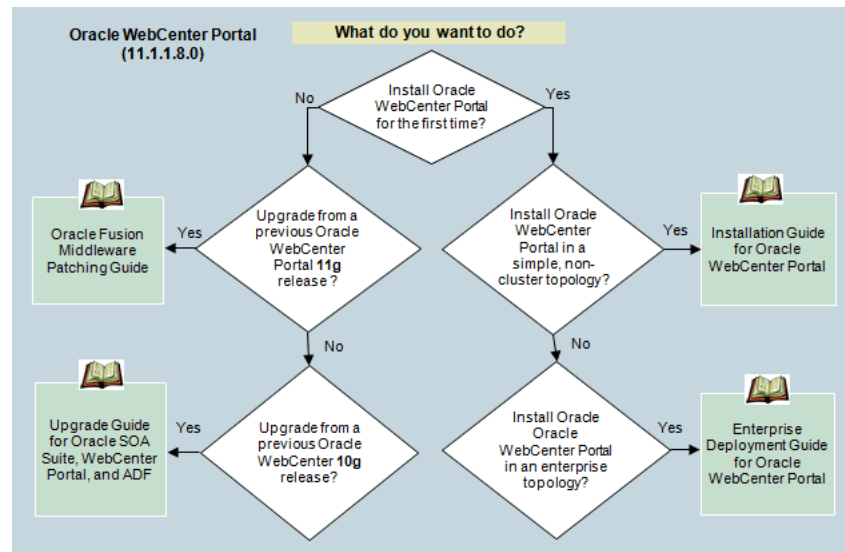 Oracle WebCenter Portal
(11.1.1.8.0)
What do you want to do?
Install Oracle
WebCenter Portal
for the first time?
No
Yes
Oracle Fusion
Middleware
Patching Guide
Yes
Upgrade from a
previous Oracle
WebCenter
Portal 11g
release ?
Install Oracle
WebCenter
Portal in a
simple, non-
cluster topology?
Yes
Installation Guide
for Oracle
WebCenter Portal
No
No
Upgrade Guide
for Oracle SOA
Suite, WebCenter
Portal, and ADF
Yes
Upgrade from a
previous Oracle
WebCenter 10g
release?
Install Oracle
Oracle
WebCenter Portal
in an enterprise
topology?
Yes
Enterprise
Deployment Guide
for Oracle
WebCenter Portal